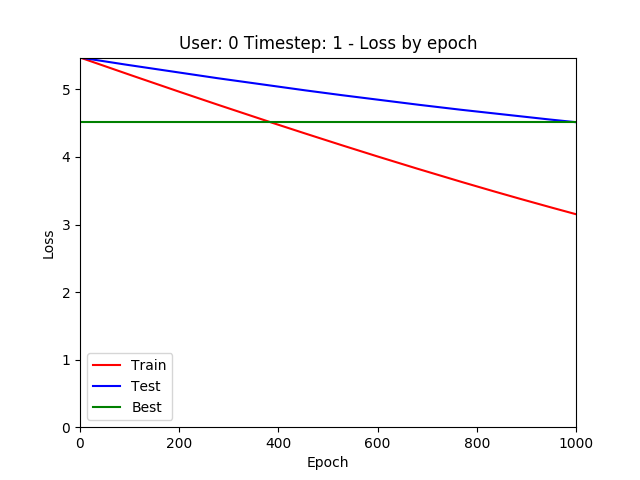 User: 0 Timestep: 1 - Loss by epoch
5
4
3
2
1
0
Loss
Train
Test
Best
0 200 400 600 800 1000
Epoch